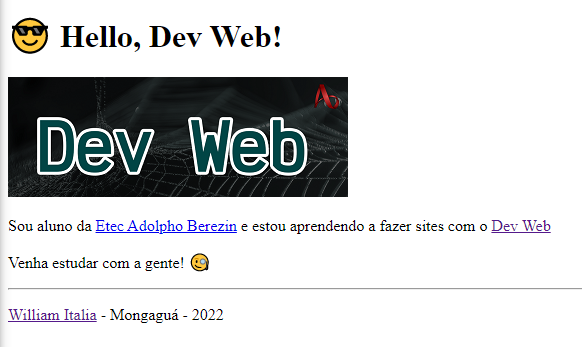 😎 Hello, Dev Web!
Dev Web
Sou aluno da Etec Adolpho Berezin e estou aprendendo a fazer sites com o Dev Web
Venha estudar com a gente! 🧐
William Italia - Mongaguá - 2022